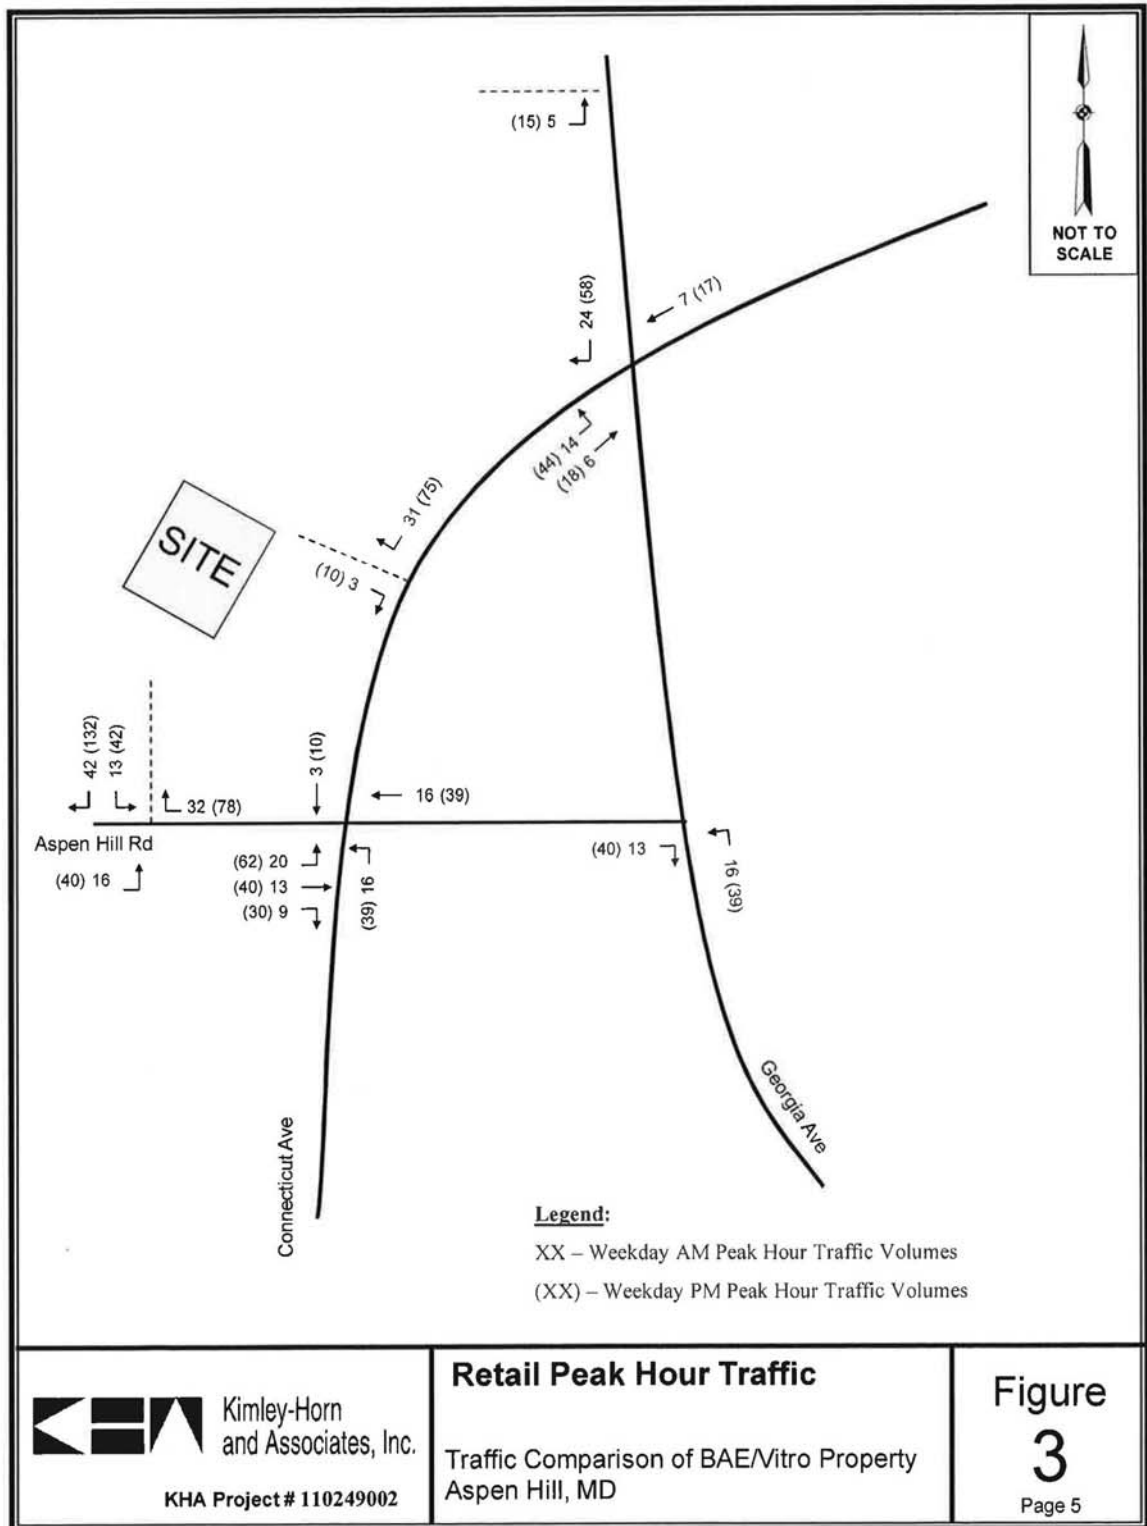 (15) 5
NOT TO
SCALE
24 (58)
7 (17)
(44) 14
(18) 6
31 (75)
SITE
(10) 3
42 (132)
13 (42)
3 (10)
32 (78)
16 (39)
Aspen Hill Rd
(40) 16
(62) 20
(40) 13
(30) 9
(39) 16
(40) 13
16 (39)
Connecticut Ave
Georgia Ave
Legend:
XX – Weekday AM Peak Hour Traffic Volumes
(XX) – Weekday PM Peak Hour Traffic Volumes
KHA
Kimley-Horn
and Associates, Inc.
KHA Project # 110249002
Retail Peak Hour Traffic
Traffic Comparison of BAE/Vitro Property
Aspen Hill, MD
Figure
3
Page 5